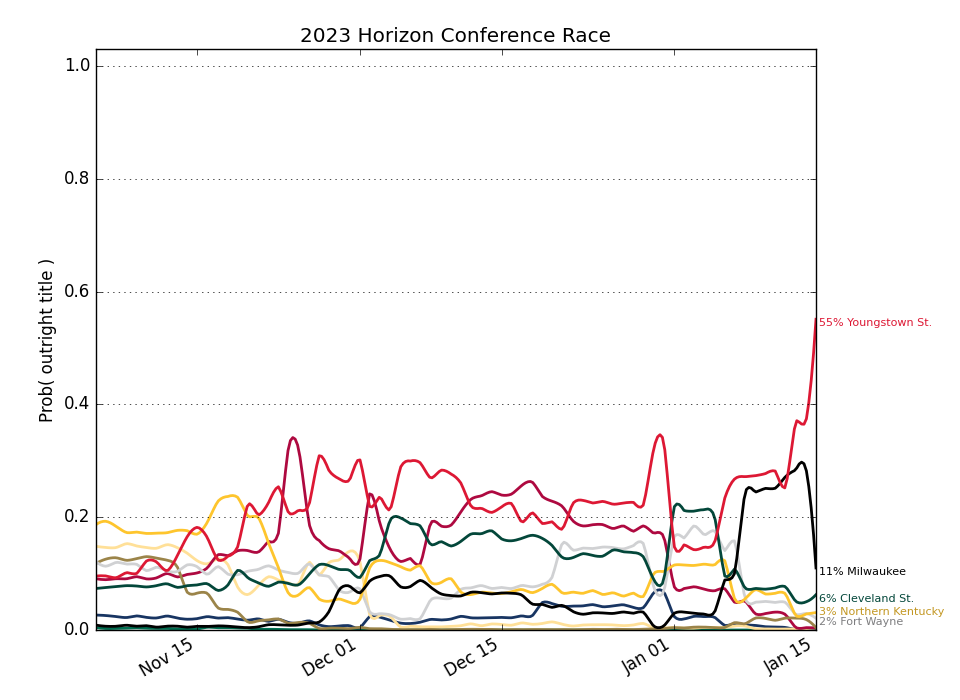 2023 Horizon Conference Race
Prob( outright title )
1.0
0.8
0.6
0.4
0.2
0.0
55% Youngstown St.
11% Milwaukee
6% Cleveland St.
3% Northern Kentucky
2% Fort Wayne
Nov 15
Dec 01
Dec 15
Jan 01
Jan 15